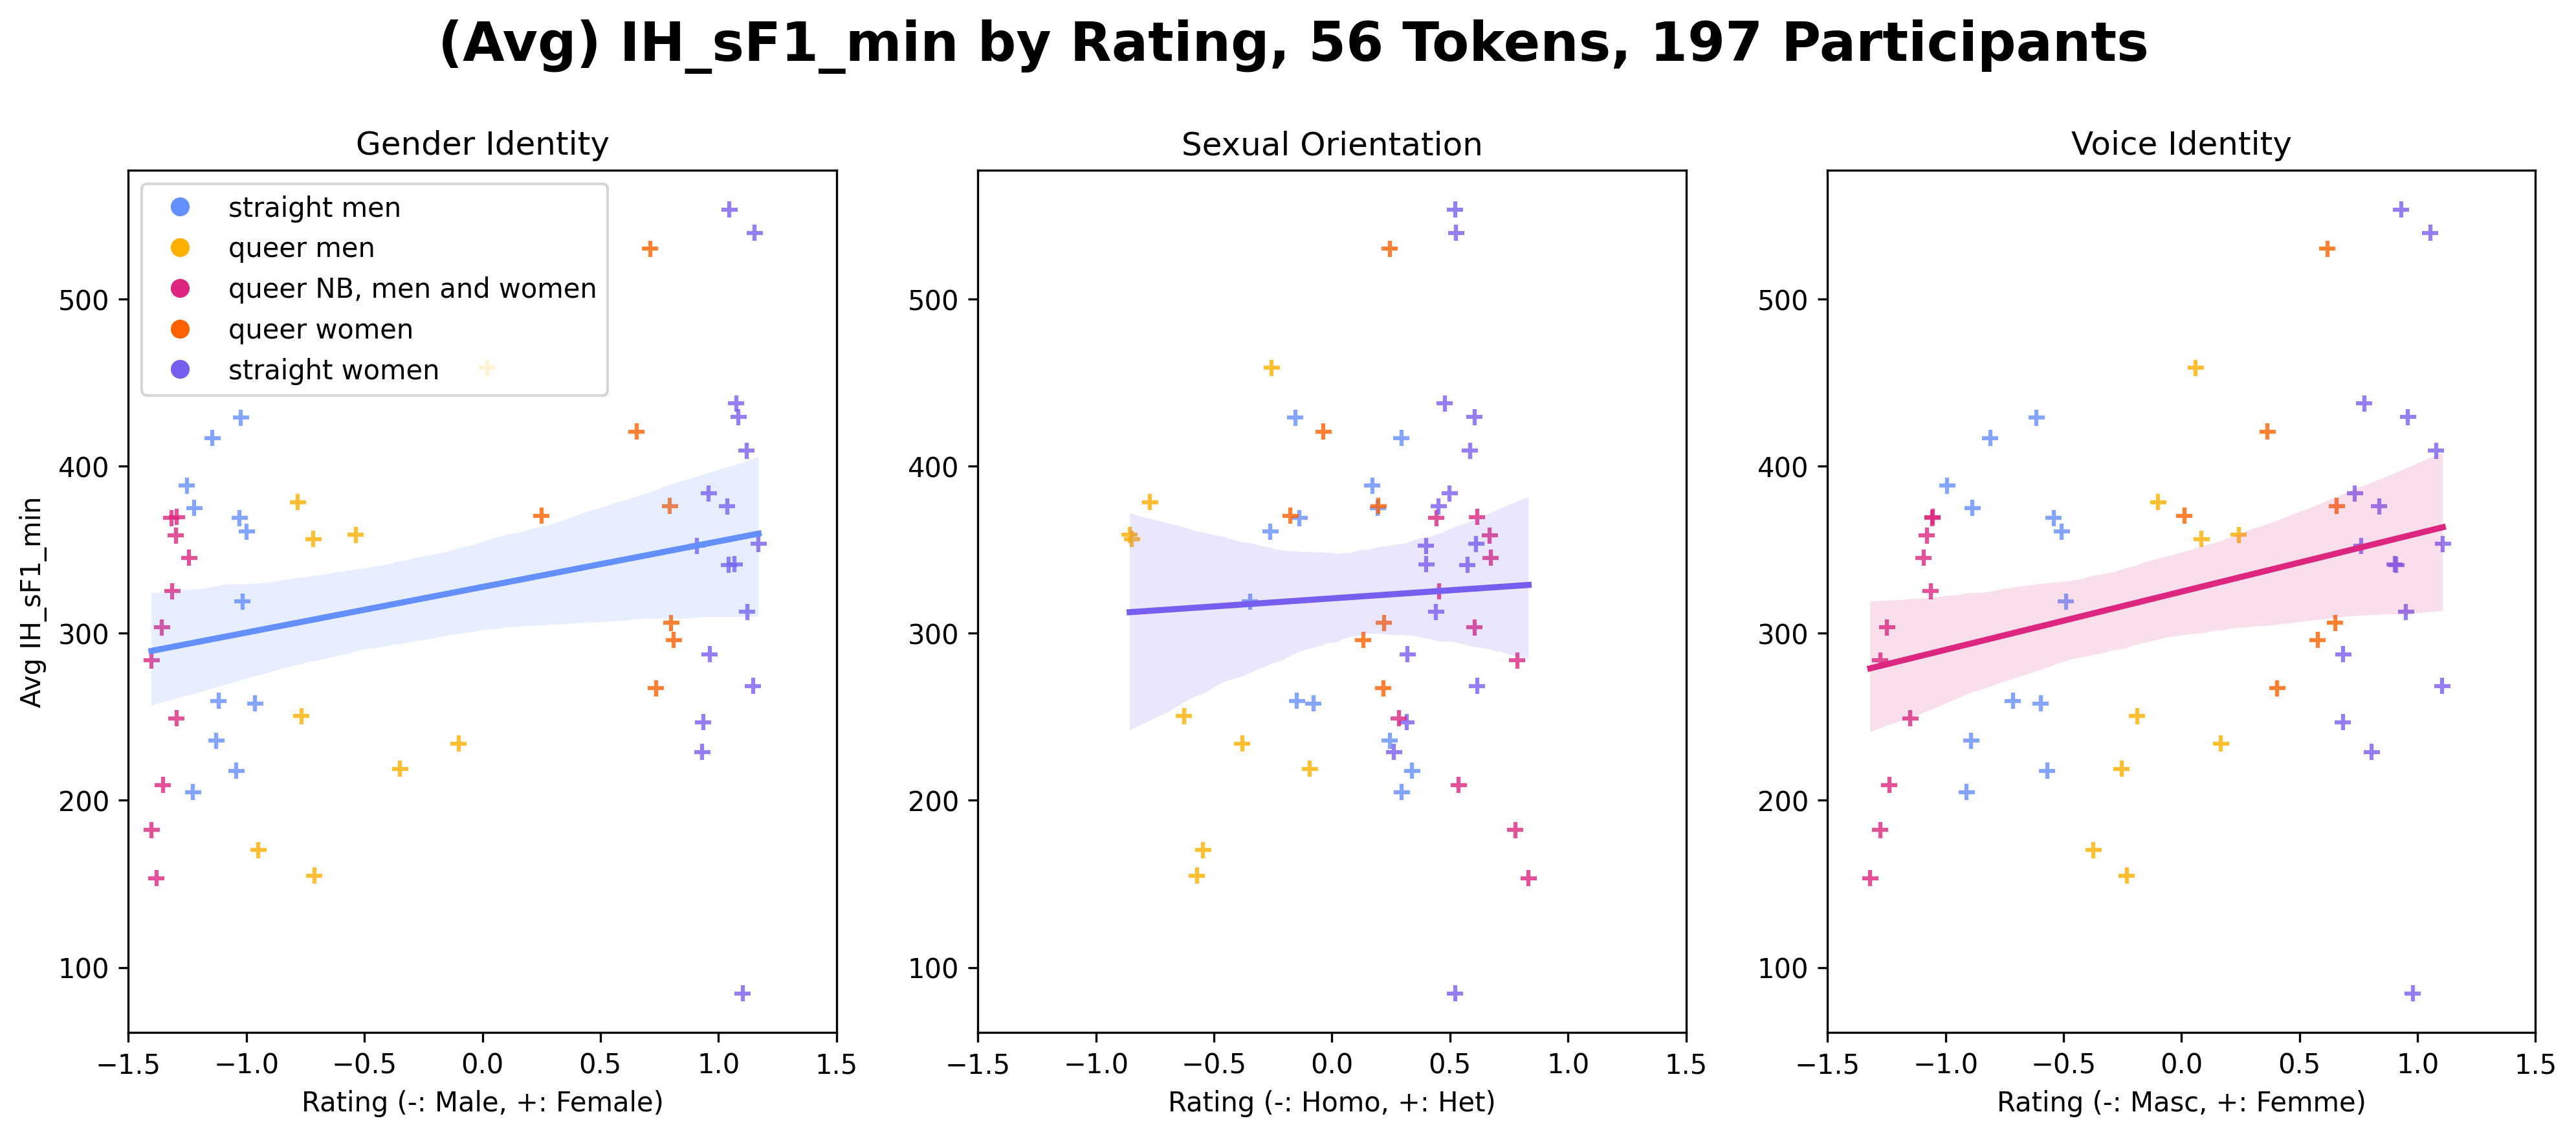 (Avg) IH_sF1_min by Rating, 56 Tokens, 197 Participants
Gender Identity
straight men
queer men
queer NB, men and women
queer women
straight women
500
400
300
200
100
Avg IH_sF1_min
−1.5 −1.0 −0.5 0.0 0.5 1.0 1.5
Rating (-: Male, +: Female)
Sexual Orientation
500
400
300
200
100
−1.5 −1.0 −0.5 0.0 0.5 1.0 1.5
Rating (-: Homo, +: Het)
Voice Identity
500
400
300
200
100
−1.5 −1.0 −0.5 0.0 0.5 1.0 1.5
Rating (-: Masc, +: Femme)